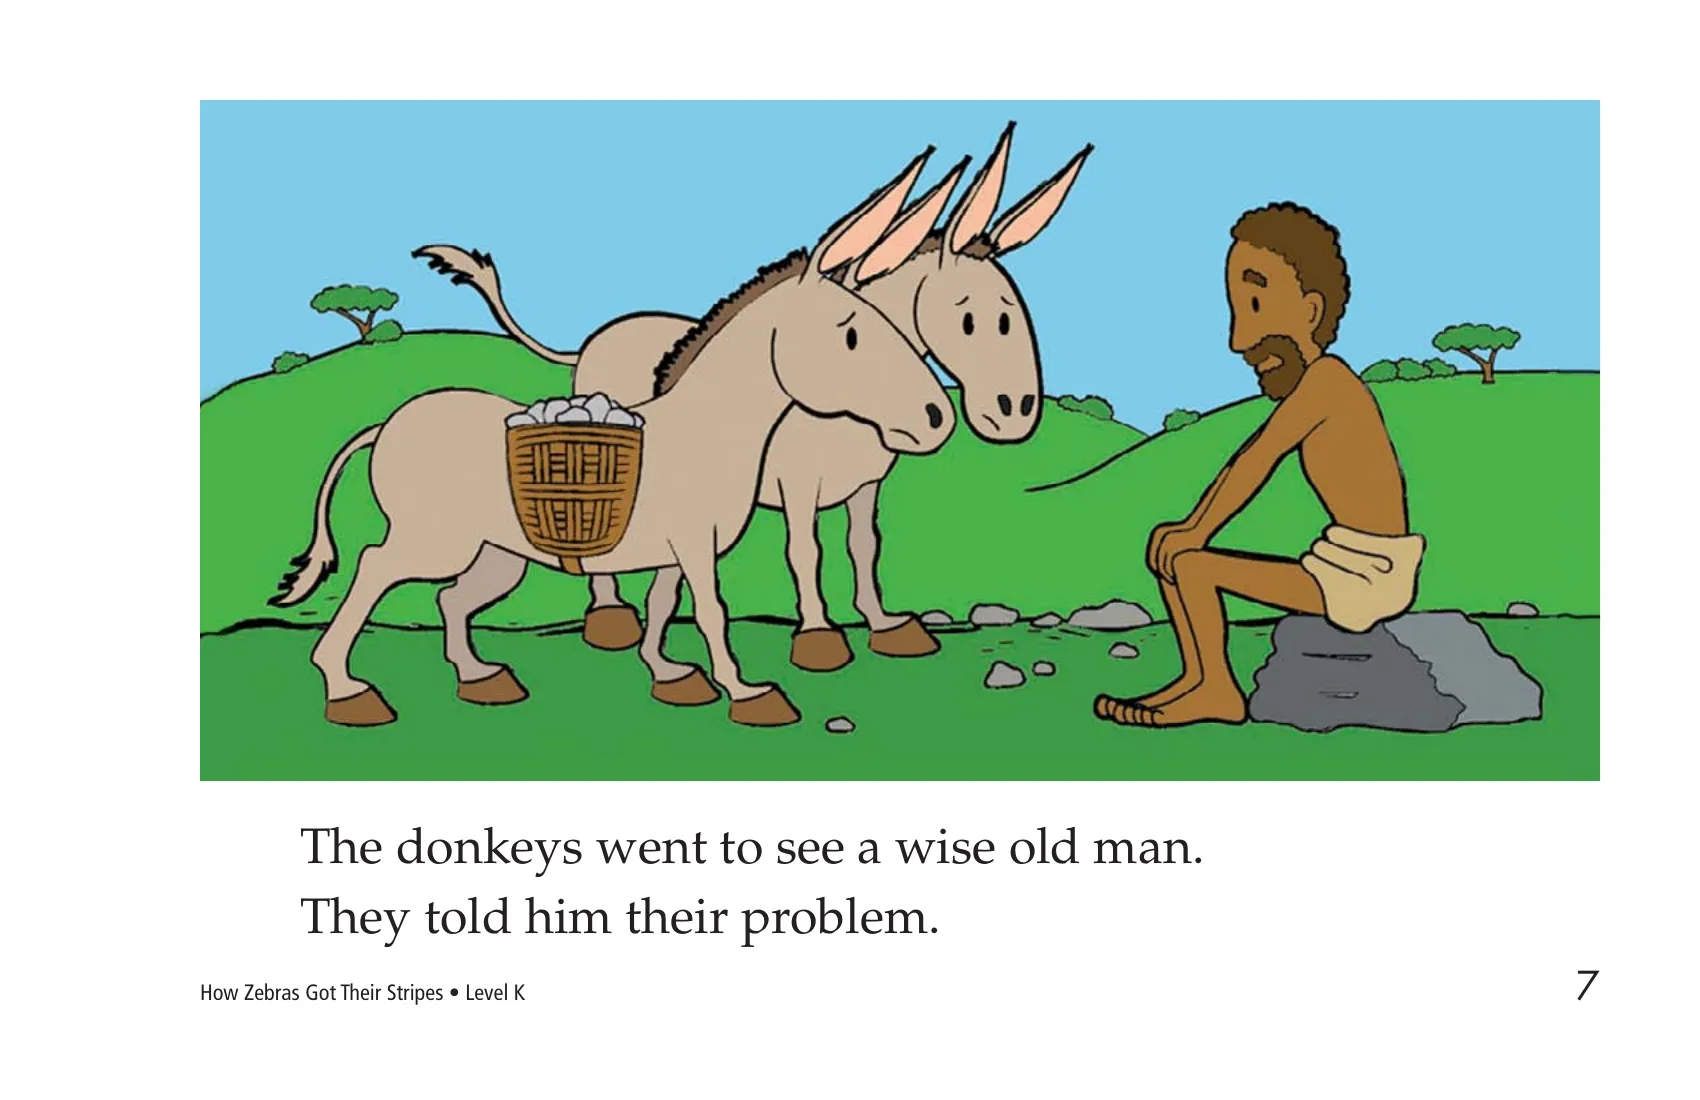 The donkeys went to see a wise old man.
They told him their problem.
How Zebras Got Their Stripes • Level K
7